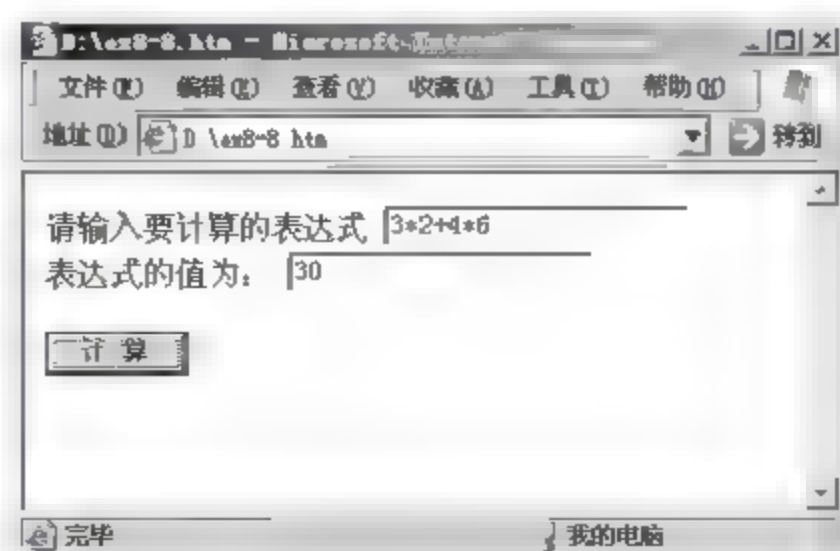 D:\ex8-8.htm - Microsoft
文件(F) 编辑(E) 查看(V) 收藏(A) 工具(T) 帮助(H)
地址(D) D \ex8-8 htm 转到
请输入要计算的表达式 3*2+4*6
表达式的值为: 30
计 算
完毕 我的电脑